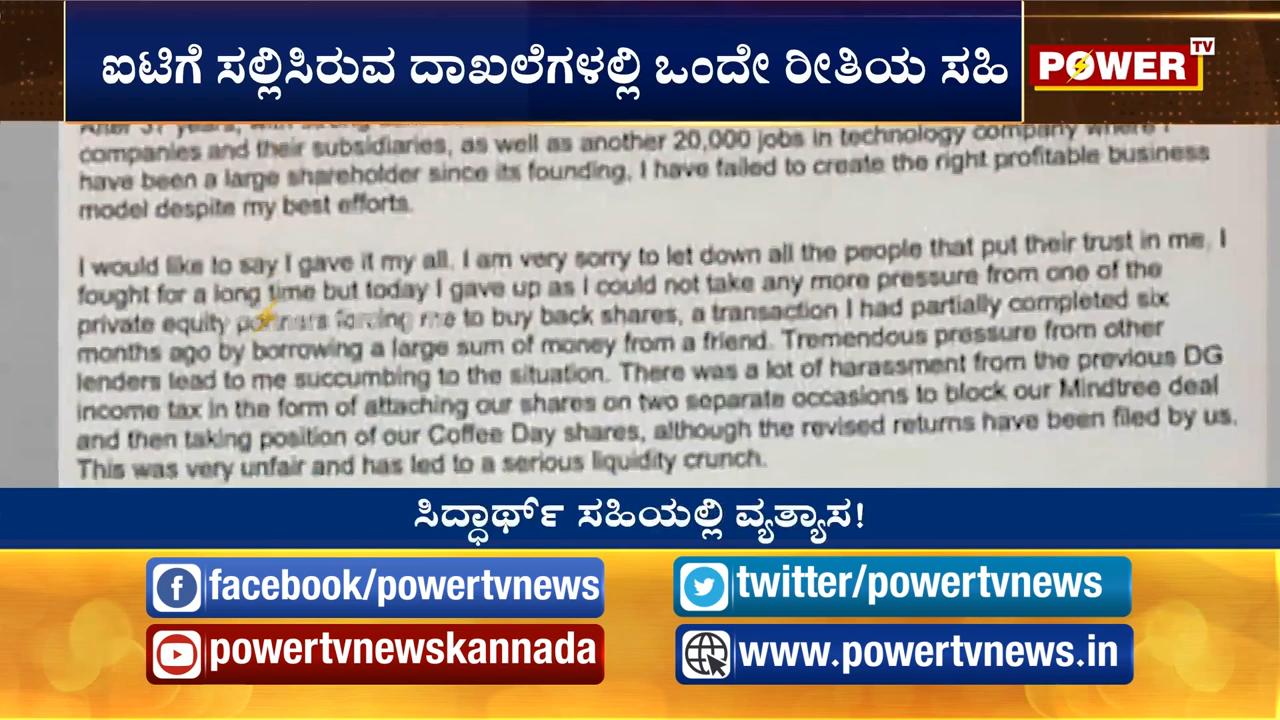 ಐಟಿಗೆ ಸಲ್ಲಿಸಿರುವ ದಾಖಲೆಗಳಲ್ಲಿ ಒಂದೇ ರೀತಿಯ ಸಹಿ
POWER TV
After 37 years, with
companies and their subsidiaries, as well as another 20,000 jobs in technology company where I
have been a large shareholder since its founding, I have failed to create the right profitable business
model despite my best efforts.
I would like to say I gave it my all. I am very sorry to let down all the people that put their trust in me. I
fought for a long time but today I gave up as I could not take any more pressure from one of the
private equity partners forcing me to buy back shares, a transaction I had partially completed six
months ago by borrowing a large sum of money from a friend. Tremendous pressure from other
lenders lead to me succumbing to the situation. There was a lot of harassment from the previous DG
income tax in the form of attaching our shares on two separate occasions to block our Mindtree deal
and then taking position of our Coffee Day shares, although the revised returns have been filed by us.
This was very unfair and has led to a serious liquidity crunch.
ಸಿದ್ಧಾರ್ಥ್ ಸಹಿಯಲ್ಲಿ ವ್ಯತ್ಯಾಸ!
facebook/powertvnews
twitter/powertvnews
powertvnewskannada
www.powertvnews.in